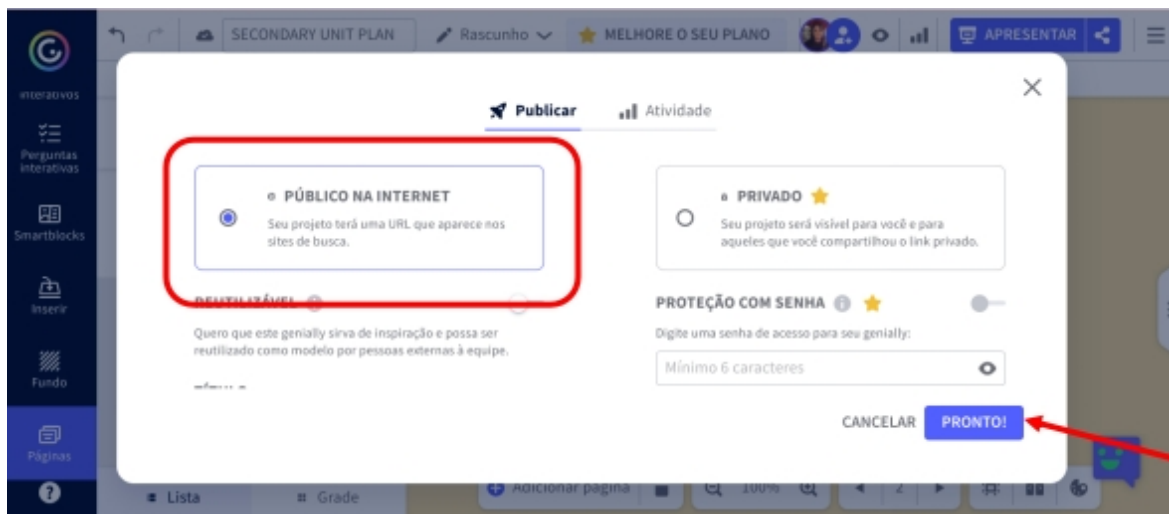 SECONDARY UNIT PLAN
Rascunho
MELHORE O SEU PLANO
APRESENTAR
interativos
Perguntas
interativas
Smartblocks
Inserir
Fundo
Páginas
Publicar
Atividade
PÚBLICO NA INTERNET
Seu projeto terá uma URL que aparece nos
sites de busca.
PRIVADO
Seu projeto será visível para você e para
aqueles que você compartilhou o link privado.
REUTILIZÁVEL
Quero que este genially sirva de inspiração e possa ser
reutilizado como modelo por pessoas externas à equipe.
PROTEÇÃO COM SENHA
Digite uma senha de acesso para seu genially:
Mínimo 6 caracteres
CANCELAR
PRONTO!
Lista
Grade
Adicionar página
100%
2